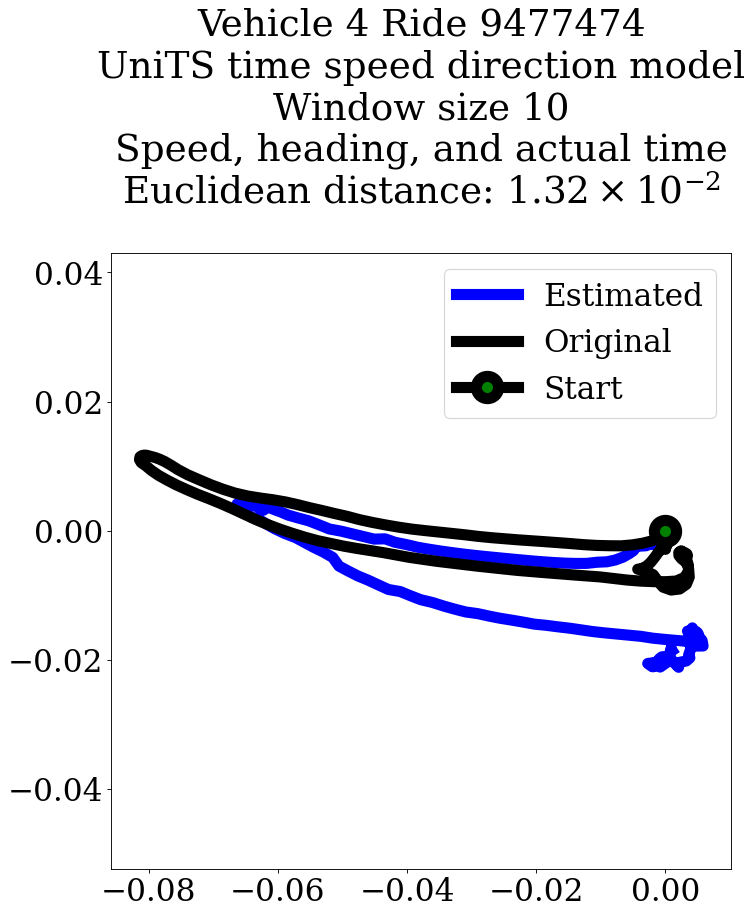 Vehicle 4 Ride 9477474
UniTS time speed direction model
Window size 10
Speed, heading, and actual time
Euclidean distance: 1.32 × 10⁻²
Estimated
Original
Start
0.04
0.02
0.00
−0.02
−0.04
−0.08 −0.06 −0.04 −0.02 0.00